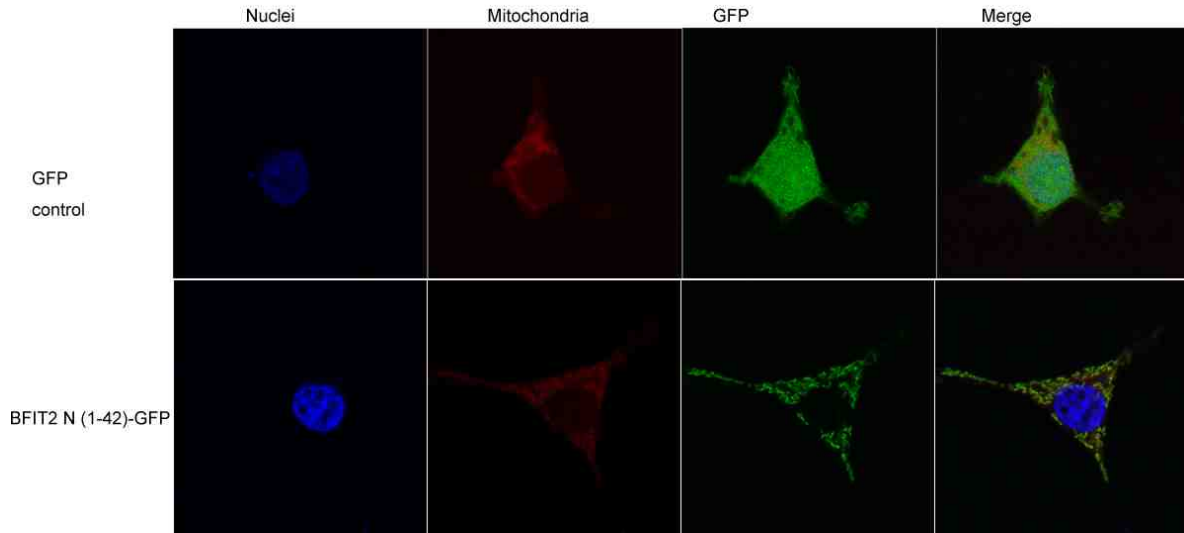 Nuclei Mitochondria GFP Merge
GFP
control
BFIT2 N (1-42)-GFP